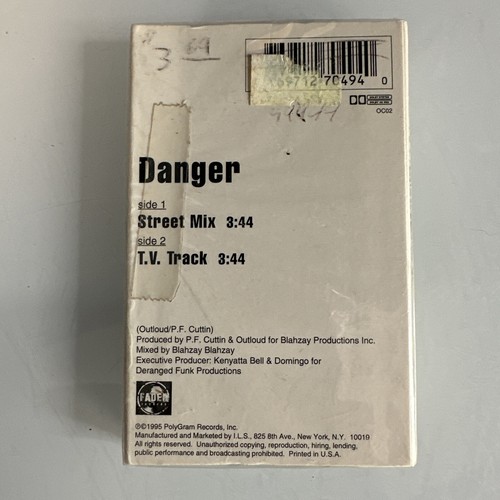 $3 69
712 70494 0
OC02
Danger
side 1
Street Mix 3:44
side 2
T.V. Track 3:44
(Outloud/P.F. Cuttin)
Produced by P.F. Cuttin & Outloud for Blahzay Productions Inc.
Mixed by Blahzay Blahzay
Executive Producer: Kenyatta Bell & Domingo for
Deranged Funk Productions
FADER
℗©1995 PolyGram Records, Inc.
Manufactured and Marketed by I.L.S., 825 8th Ave., New York, N.Y. 10019
All rights reserved. Unauthorized copying, reproduction, hiring, lending,
public performance and broadcasting prohibited. Printed in U.S.A.